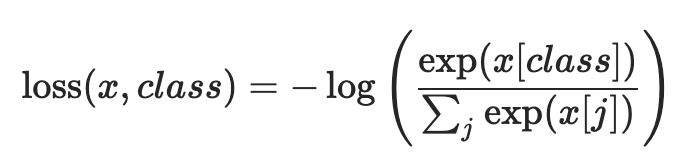 loss(x, class) = − log ( exp(x[class]) / ∑_j exp(x[j]) )